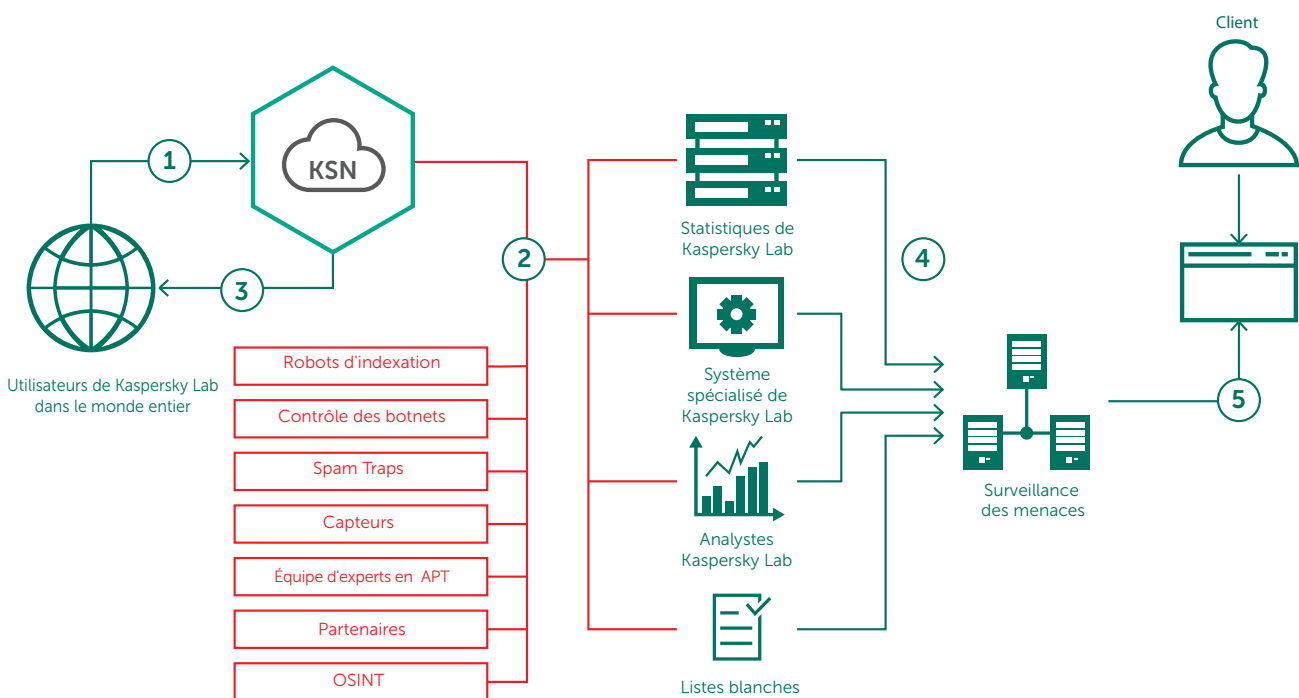 Client
1
KSN
2
3
Utilisateurs de Kaspersky Lab
dans le monde entier
Robots d'indexation
Contrôle des botnets
Spam Traps
Capteurs
Équipe d'experts en APT
Partenaires
OSINT
Statistiques de
Kaspersky Lab
Système
spécialisé de
Kaspersky Lab
Analystes
Kaspersky Lab
Listes blanches
4
Surveillance
des menaces
5